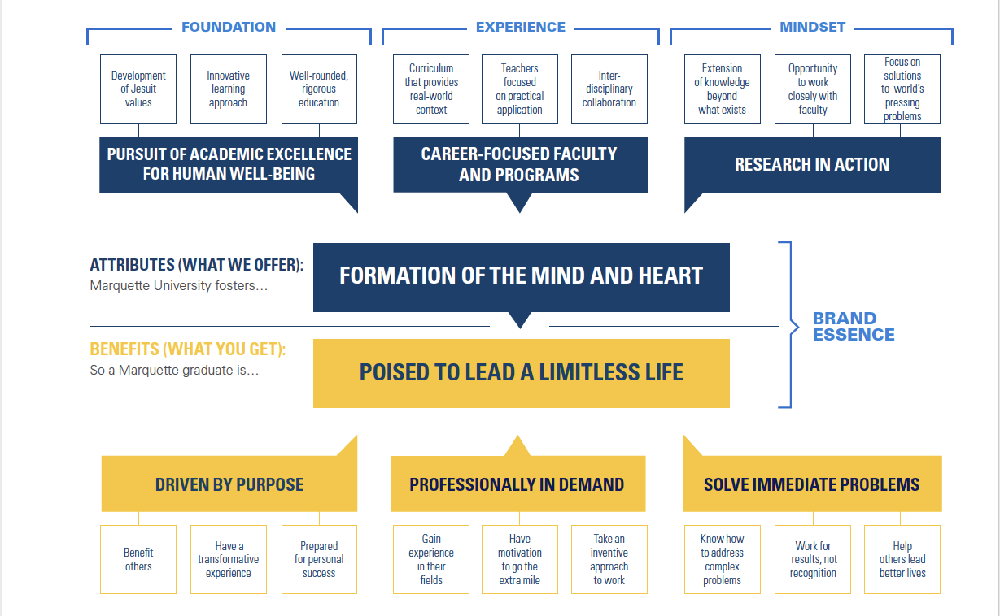 FOUNDATION
EXPERIENCE
MINDSET
Development
of Jesuit
values
Innovative
learning
approach
Well-rounded,
rigorous
education
Curriculum
that provides
real-world
context
Teachers
focused
on practical
application
Inter-
disciplinary
collaboration
Extension
of knowledge
beyond
what exists
Opportunity
to work
closely with
faculty
Focus on
solutions
to world's
pressing
problems
PURSUIT OF ACADEMIC EXCELLENCE
FOR HUMAN WELL-BEING
CAREER-FOCUSED FACULTY
AND PROGRAMS
RESEARCH IN ACTION
ATTRIBUTES (WHAT WE OFFER):
Marquette University fosters…
FORMATION OF THE MIND AND HEART
BENEFITS (WHAT YOU GET):
So a Marquette graduate is…
POISED TO LEAD A LIMITLESS LIFE
BRAND
ESSENCE
DRIVEN BY PURPOSE
PROFESSIONALLY IN DEMAND
SOLVE IMMEDIATE PROBLEMS
Benefit
others
Have a
transformative
experience
Prepared
for personal
success
Gain
experience
in their
fields
Have
motivation
to go the
extra mile
Take an
inventive
approach
to work
Know how
to address
complex
problems
Work for
results, not
recognition
Help
others lead
better lives